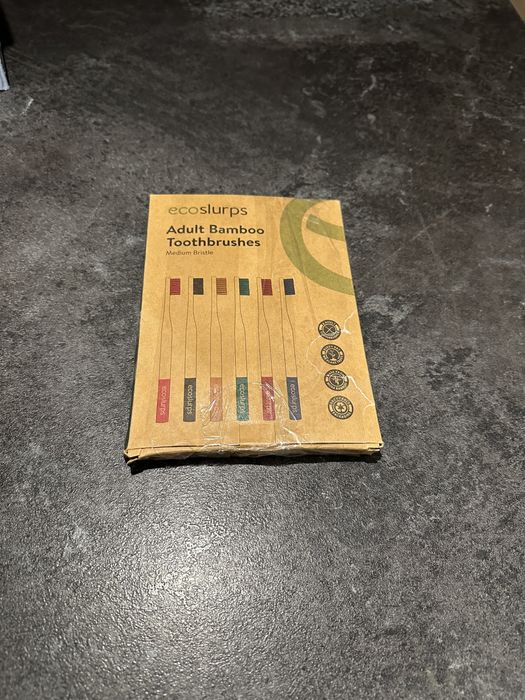 ecoslurps
Adult Bamboo
Toothbrushes
Medium Bristle
ecoslurps
ecoslurps
ecoslurps
ecoslurps
ecoslurps
ecoslurps